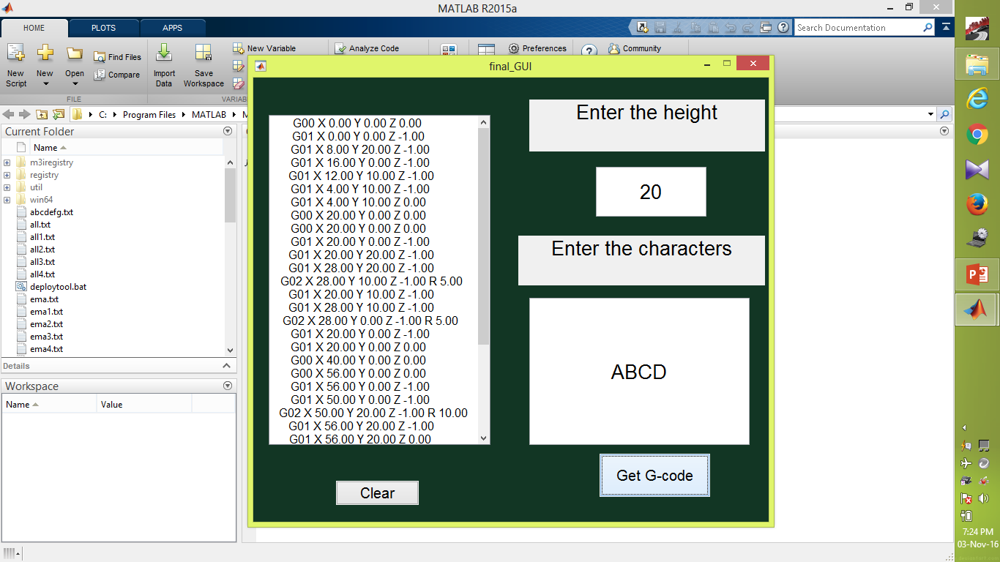 MATLAB R2015a
HOME
PLOTS
APPS
Search Documentation
New Script
New
Open
Find Files
Compare
Import Data
Save Workspace
New Variable
Analyze Code
Preferences
Community
FILE
VARIAB
C:
Program Files
MATLAB
M
Current Folder
Name
m3iregistry
registry
util
win64
abcdefg.txt
all.txt
all1.txt
all2.txt
all3.txt
all4.txt
deploytool.bat
ema.txt
ema1.txt
ema2.txt
ema3.txt
ema4.txt
Details
Workspace
Name
Value
final_GUI
G00 X 0.00 Y 0.00 Z 0.00
G01 X 0.00 Y 0.00 Z -1.00
G01 X 8.00 Y 20.00 Z -1.00
G01 X 16.00 Y 0.00 Z -1.00
G01 X 12.00 Y 10.00 Z -1.00
G01 X 4.00 Y 10.00 Z -1.00
G01 X 4.00 Y 10.00 Z 0.00
G00 X 20.00 Y 0.00 Z 0.00
G00 X 20.00 Y 0.00 Z 0.00
G01 X 20.00 Y 0.00 Z -1.00
G01 X 20.00 Y 20.00 Z -1.00
G01 X 28.00 Y 20.00 Z -1.00
G02 X 28.00 Y 10.00 Z -1.00 R 5.00
G01 X 20.00 Y 10.00 Z -1.00
G01 X 28.00 Y 10.00 Z -1.00
G02 X 28.00 Y 0.00 Z -1.00 R 5.00
G01 X 20.00 Y 0.00 Z -1.00
G01 X 20.00 Y 0.00 Z 0.00
G00 X 40.00 Y 0.00 Z 0.00
G00 X 56.00 Y 0.00 Z 0.00
G01 X 56.00 Y 0.00 Z -1.00
G01 X 50.00 Y 0.00 Z -1.00
G02 X 50.00 Y 20.00 Z -1.00 R 10.00
G01 X 56.00 Y 20.00 Z -1.00
G01 X 56.00 Y 20.00 Z 0.00
Clear
Enter the height
20
Enter the characters
ABCD
Get G-code
7:24 PM
03-Nov-16